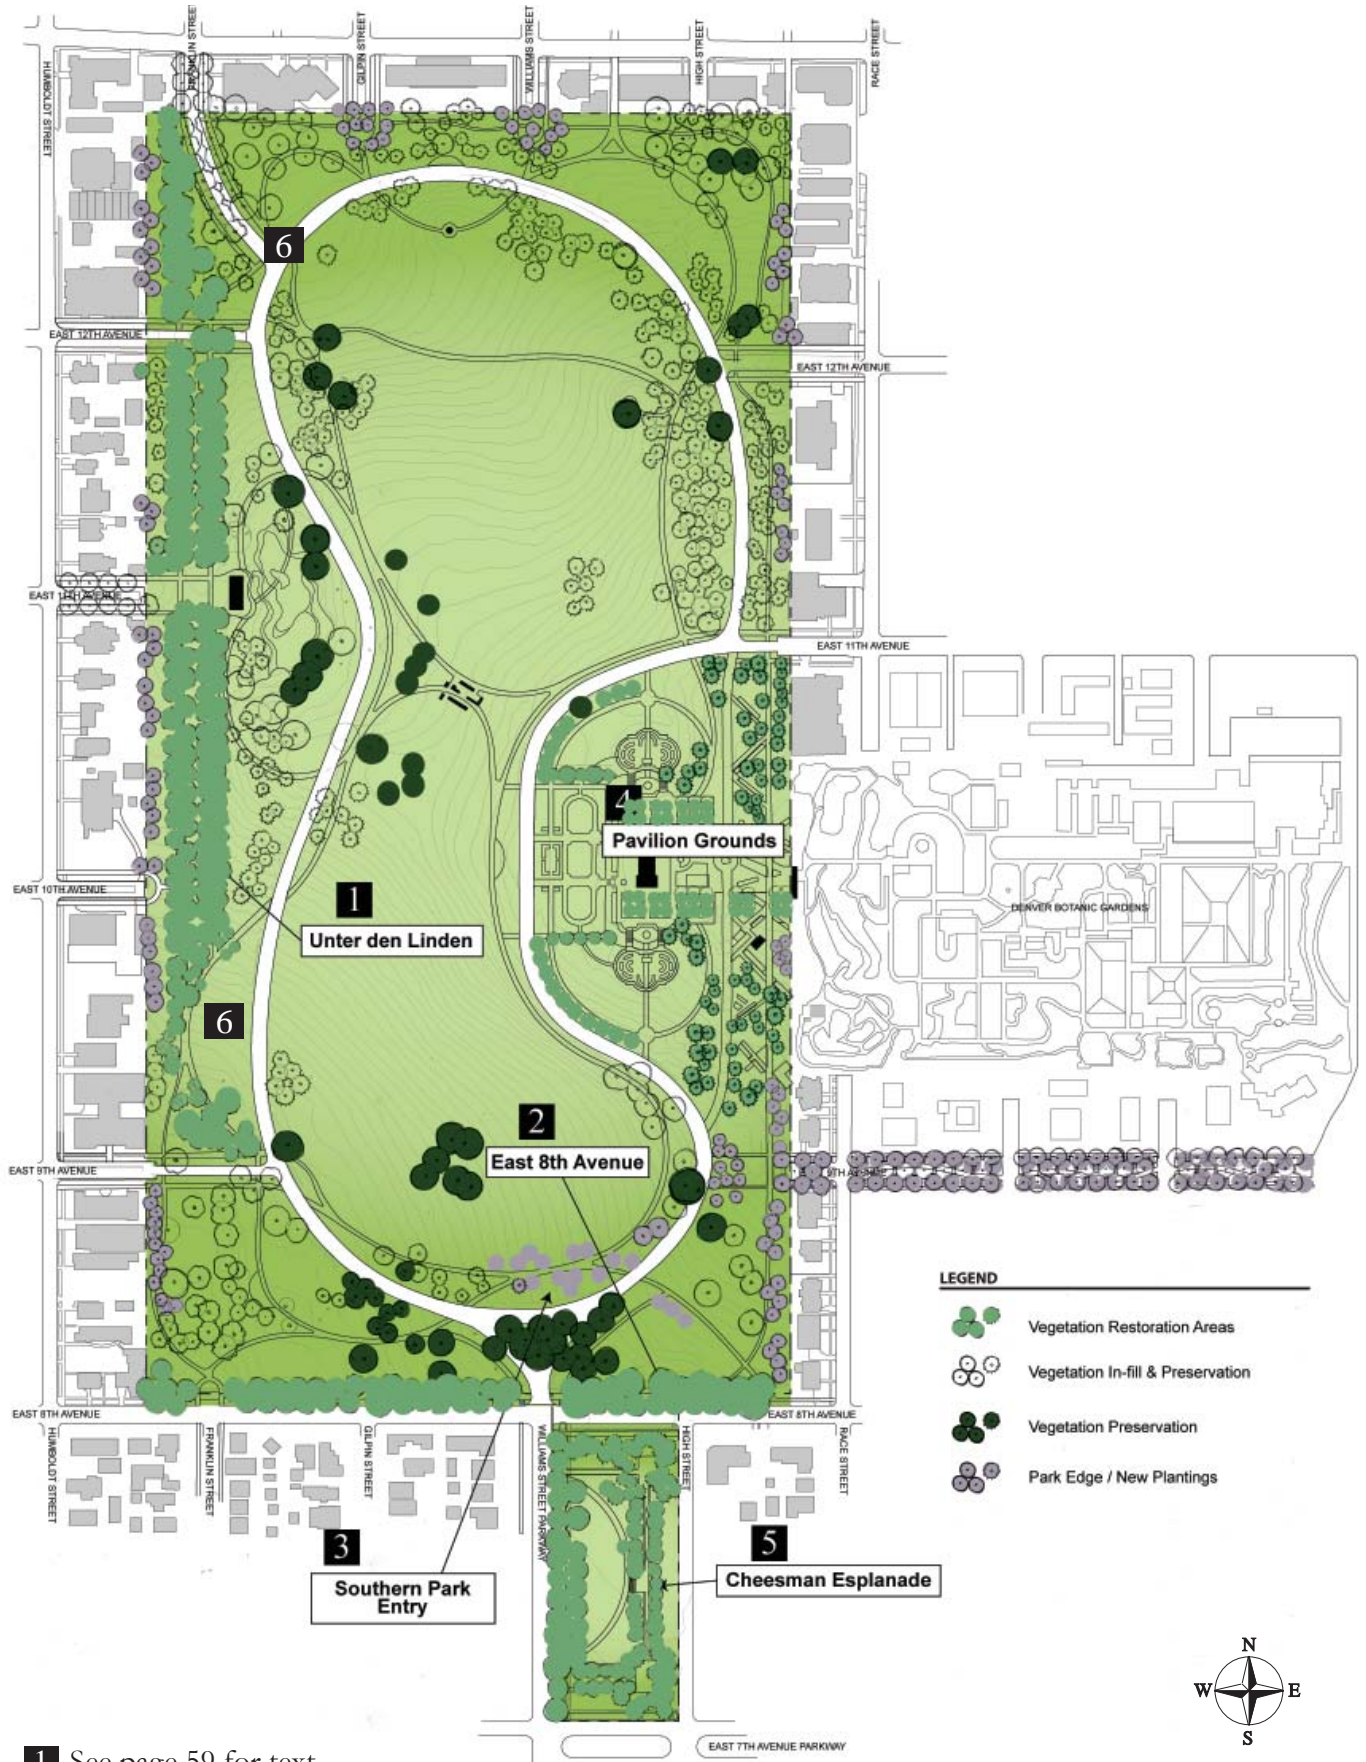 FRANKLIN STREET
GILPIN STREET
WILLIAMS STREET
HIGH STREET
RACE STREET
HUMBOLDT STREET
6
EAST 12TH AVENUE
EAST 12TH AVENUE
EAST 11TH AVENUE
EAST 11TH AVENUE
4
Pavilion Grounds
EAST 10TH AVENUE
1
DENVER BOTANIC GARDENS
Unter den Linden
6
2
East 8th Avenue
EAST 9TH AVENUE
9TH AVENUE
LEGEND
Vegetation Restoration Areas
Vegetation In-fill & Preservation
Vegetation Preservation
Park Edge / New Plantings
EAST 8TH AVENUE
EAST 8TH AVENUE
HUMBOLDT STREET
FRANKLIN STREET
GILPIN STREET
WILLIAMS STREET PARKWAY
HIGH STREET
RACE STREET
3
5
Southern Park
Entry
Cheesman Esplanade
N
W E
S
EAST 7TH AVENUE PARKWAY
1 See page 59 for text